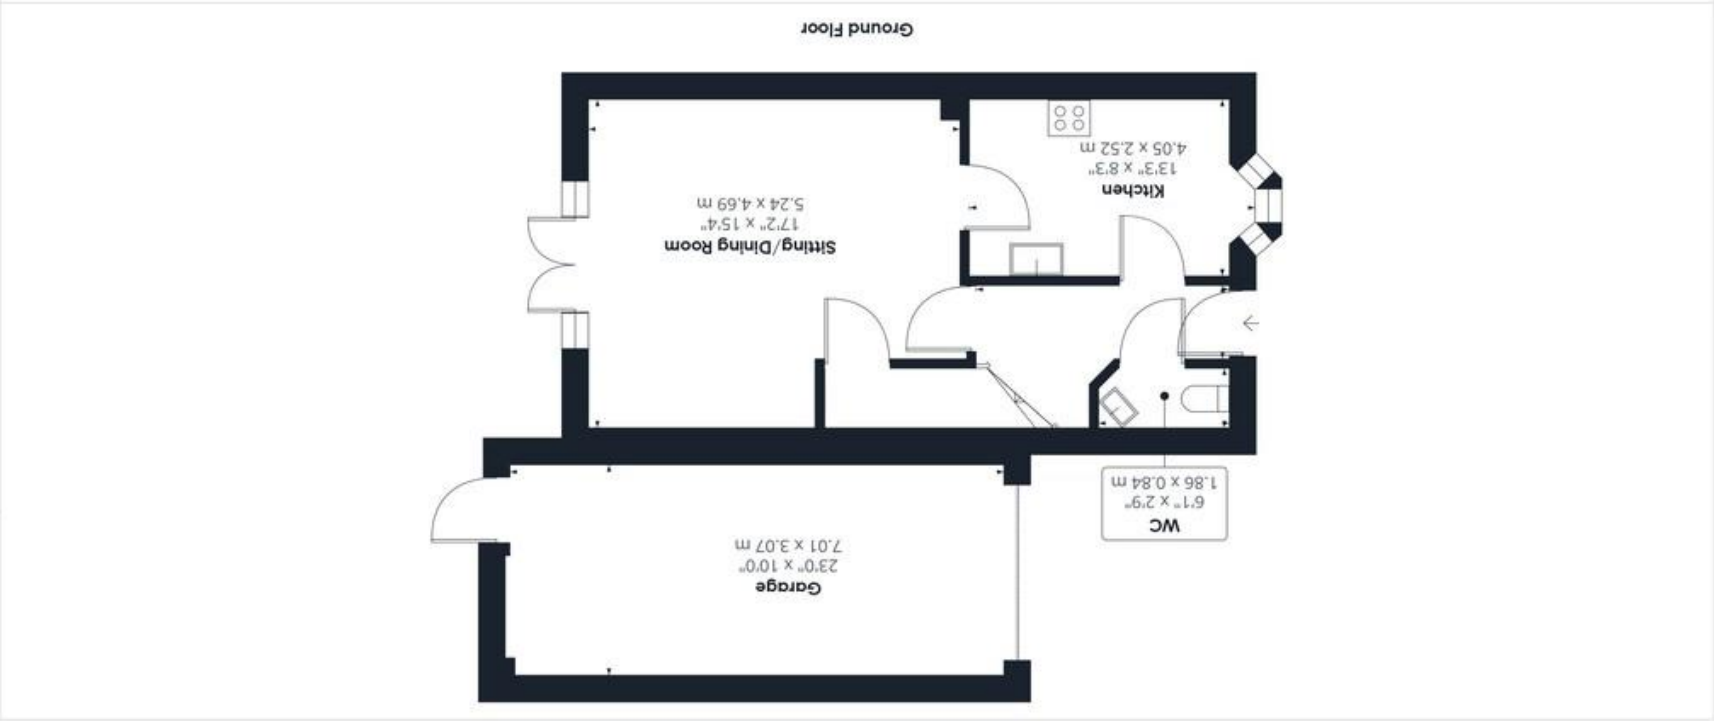 Ground Floor
Garage
23'0" x 10'0"
7.01 x 3.07 m
WC
6'1" x 2'9"
1.86 x 0.84 m
Sitting/Dining Room
17'2" x 15'4"
5.24 x 4.69 m
Kitchen
13'3" x 8'3"
4.05 x 2.52 m